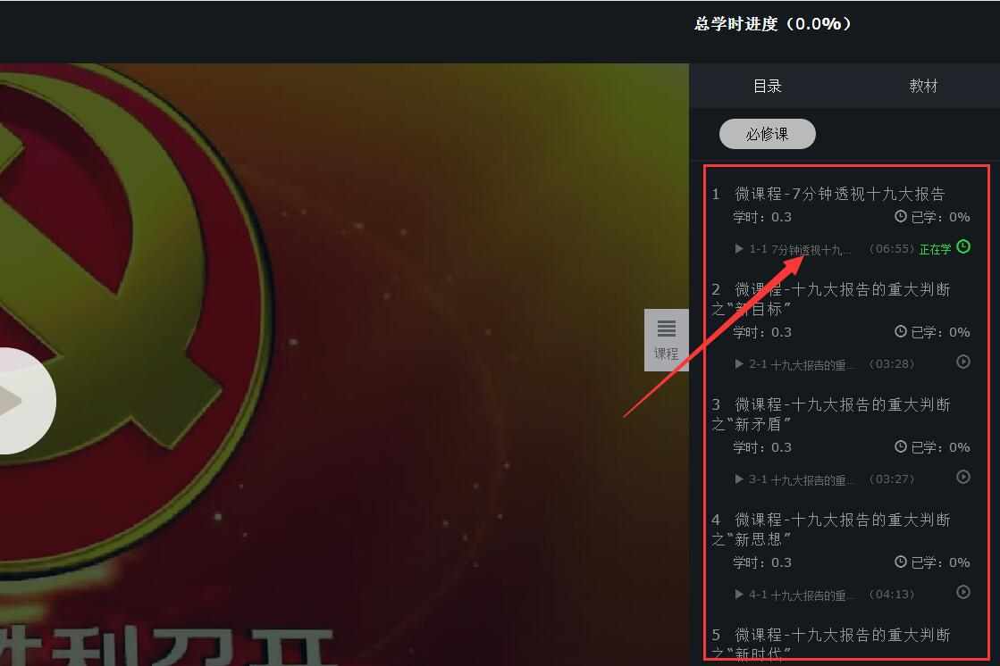 总学时进度（0.0%）
目录
教材
必修课
1 微课程-7分钟透视十九大报告
学时：0.3 已学：0%
1-1 7分钟透视十九... （06:55）正在学
2 微课程-十九大报告的重大判断
之“新目标”
学时：0.3 已学：0%
2-1 十九大报告的重... （03:28）
课程
3 微课程-十九大报告的重大判断
之“新矛盾”
学时：0.3 已学：0%
3-1 十九大报告的重... （03:27）
4 微课程-十九大报告的重大判断
之“新思想”
学时：0.3 已学：0%
4-1 十九大报告的重... （04:13）
5 微课程-十九大报告的重大判断
之“新时代”
胜利召开